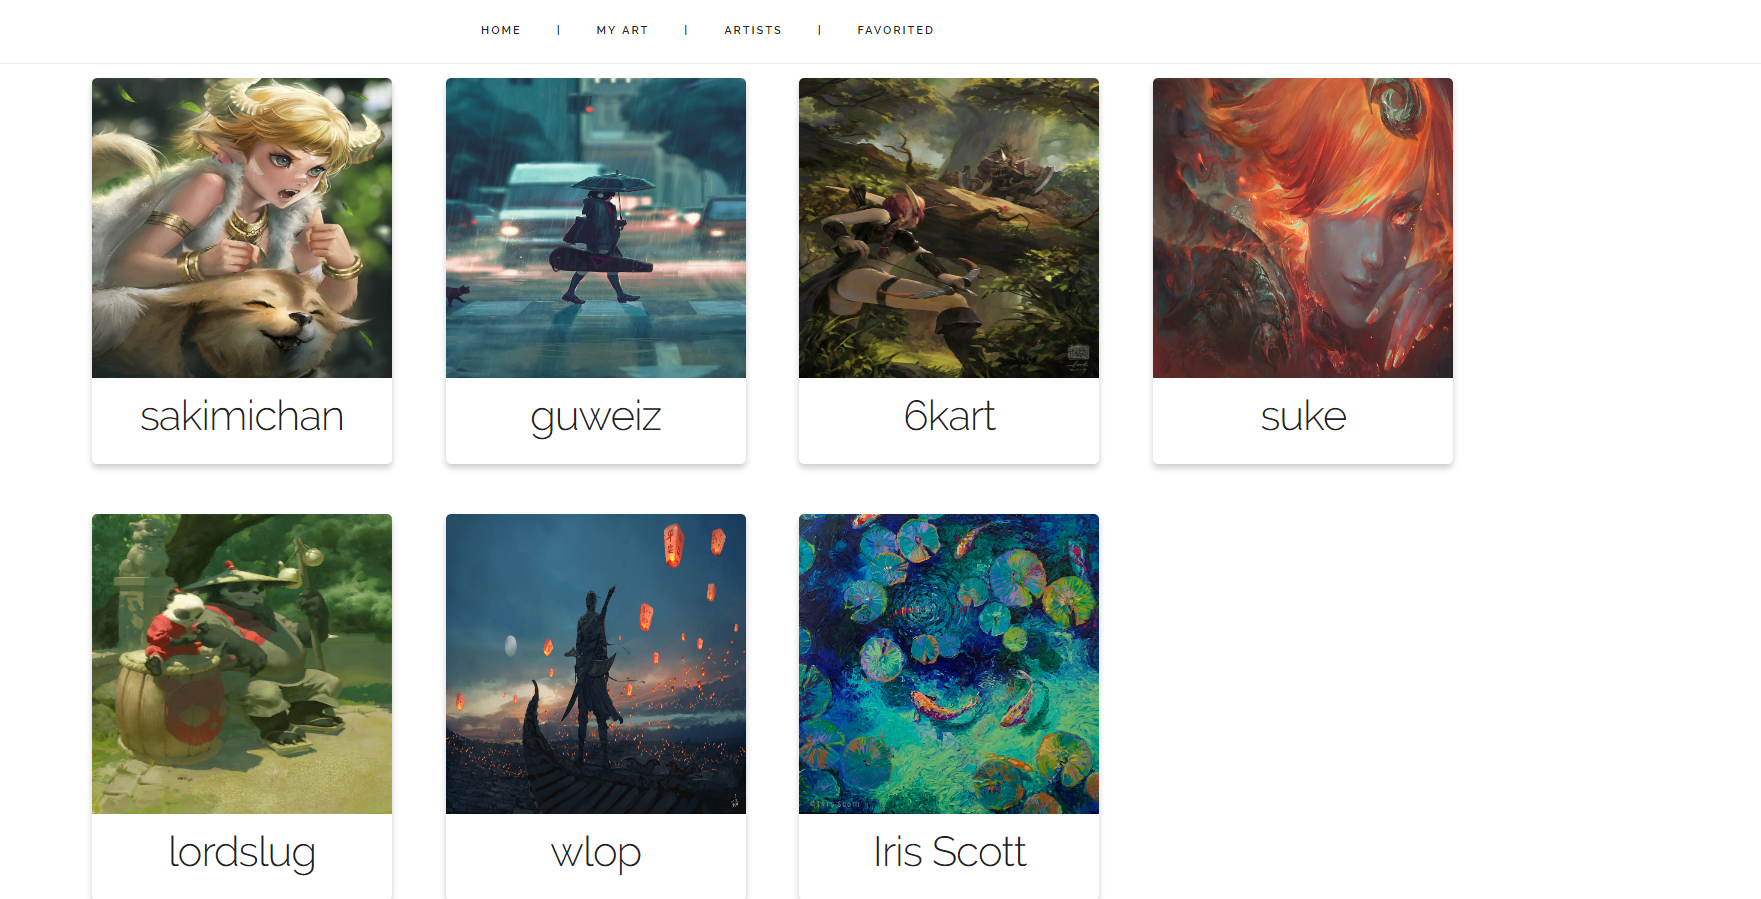 HOME | MY ART | ARTISTS | FAVORITED
sakimichan
guweiz
6kart
suke
lordslug
wlop
Iris Scott
©Iris Scott